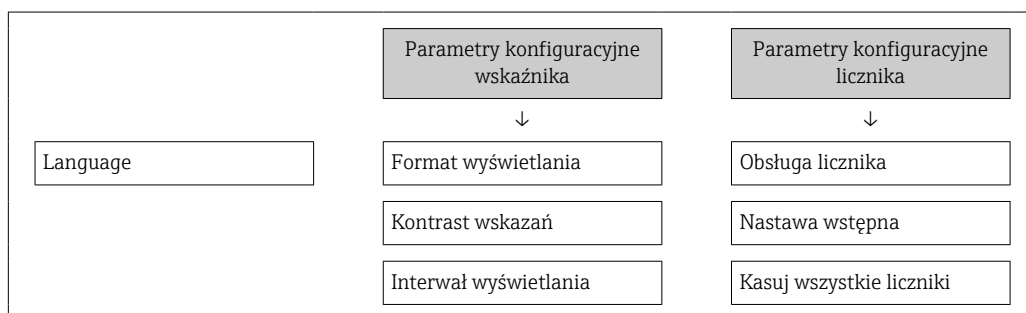 Parametry konfiguracyjne
wskaźnika
Parametry konfiguracyjne
licznika
↓
↓
Language
Format wyświetlania
Obsługa licznika
Kontrast wskazań
Nastawa wstępna
Interwał wyświetlania
Kasuj wszystkie liczniki